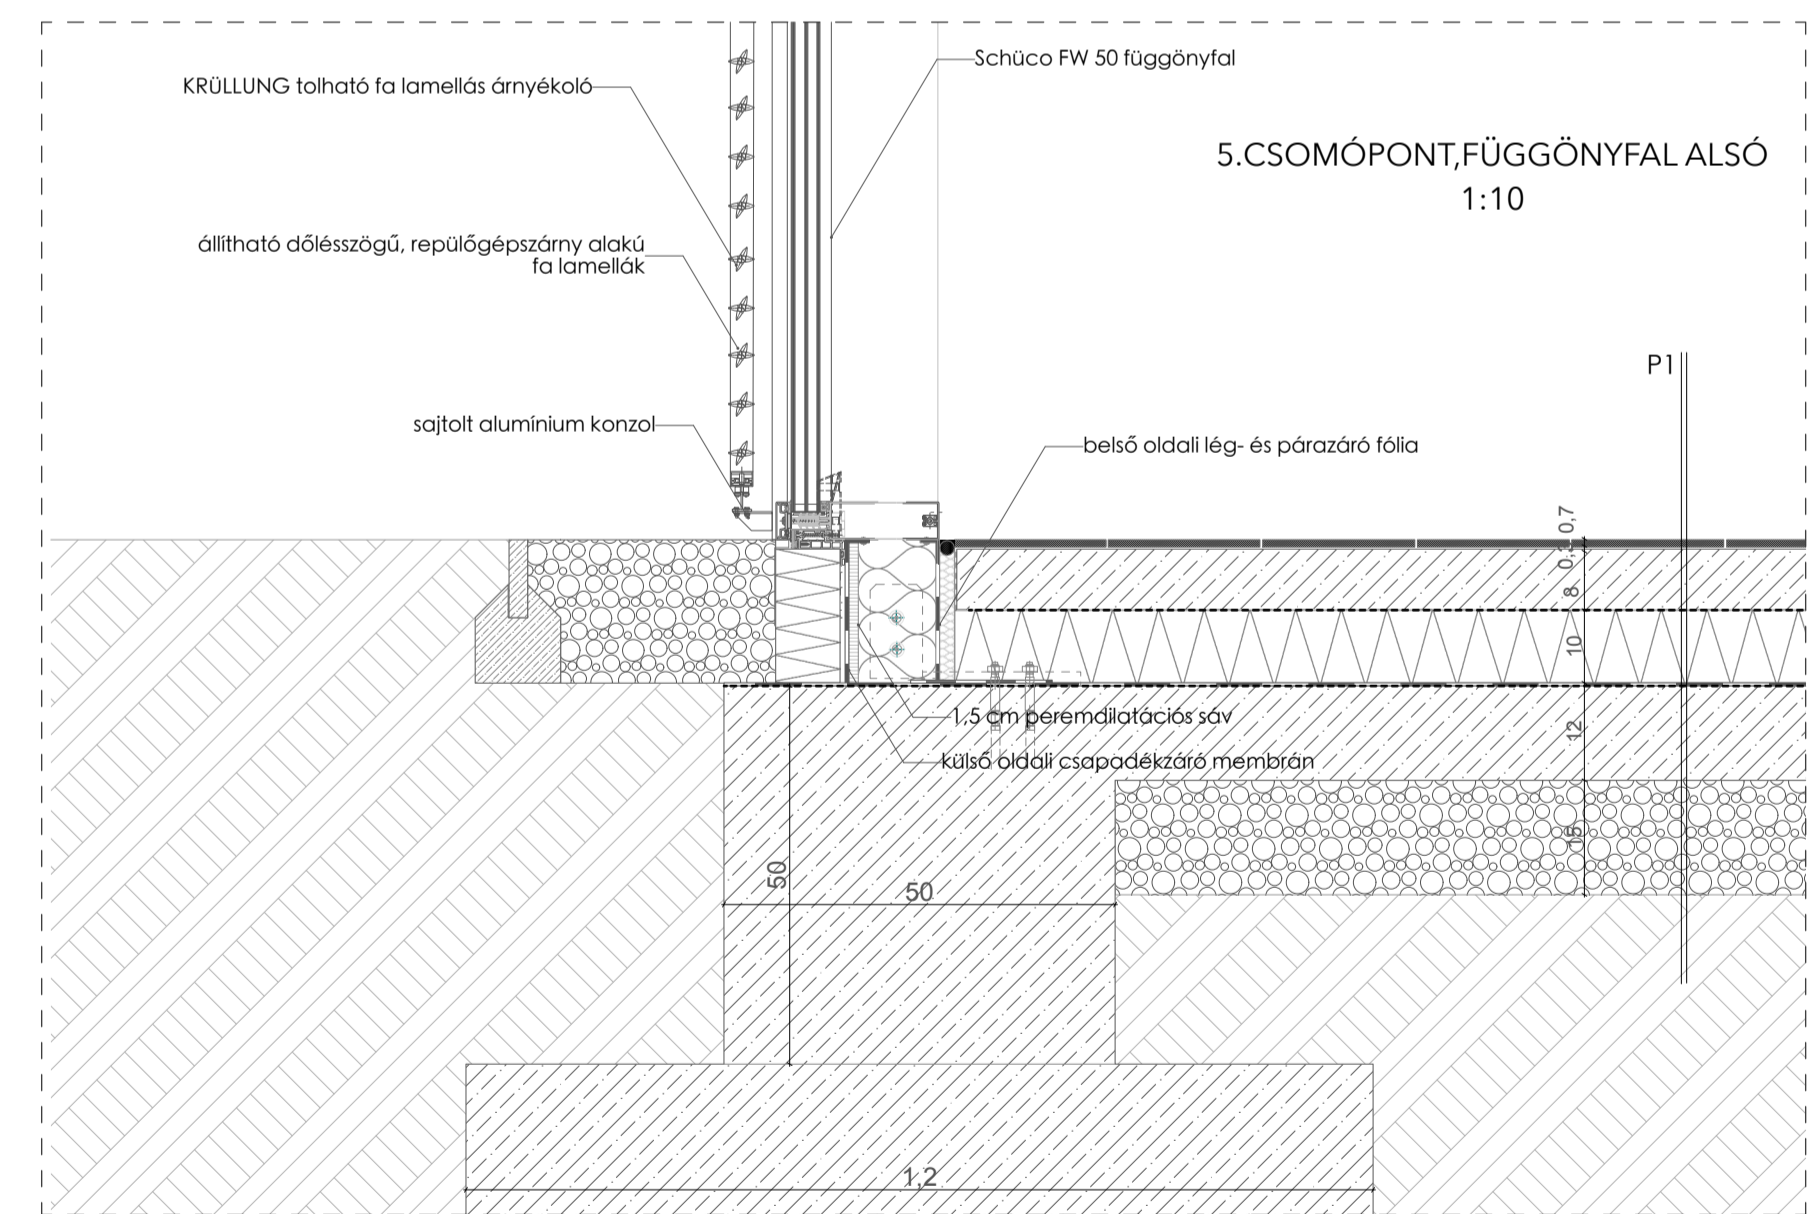 Schüco FW 50 függönyfal
KRÜLLUNG tolható fa lamellás árnyékoló
5.CSOMÓPONT,FÜGGÖNYFAL ALSÓ
1:10
állítható dőlésszögű, repülőgépszárny alakú
fa lamellák
P1
sajtolt alumínium konzol
belső oldali lég- és párazáró fólia
0,7
8
10
1,5 cm peremdilatációs sáv
12
külső oldali csapadékzáró membrán
15
50
50
1,2